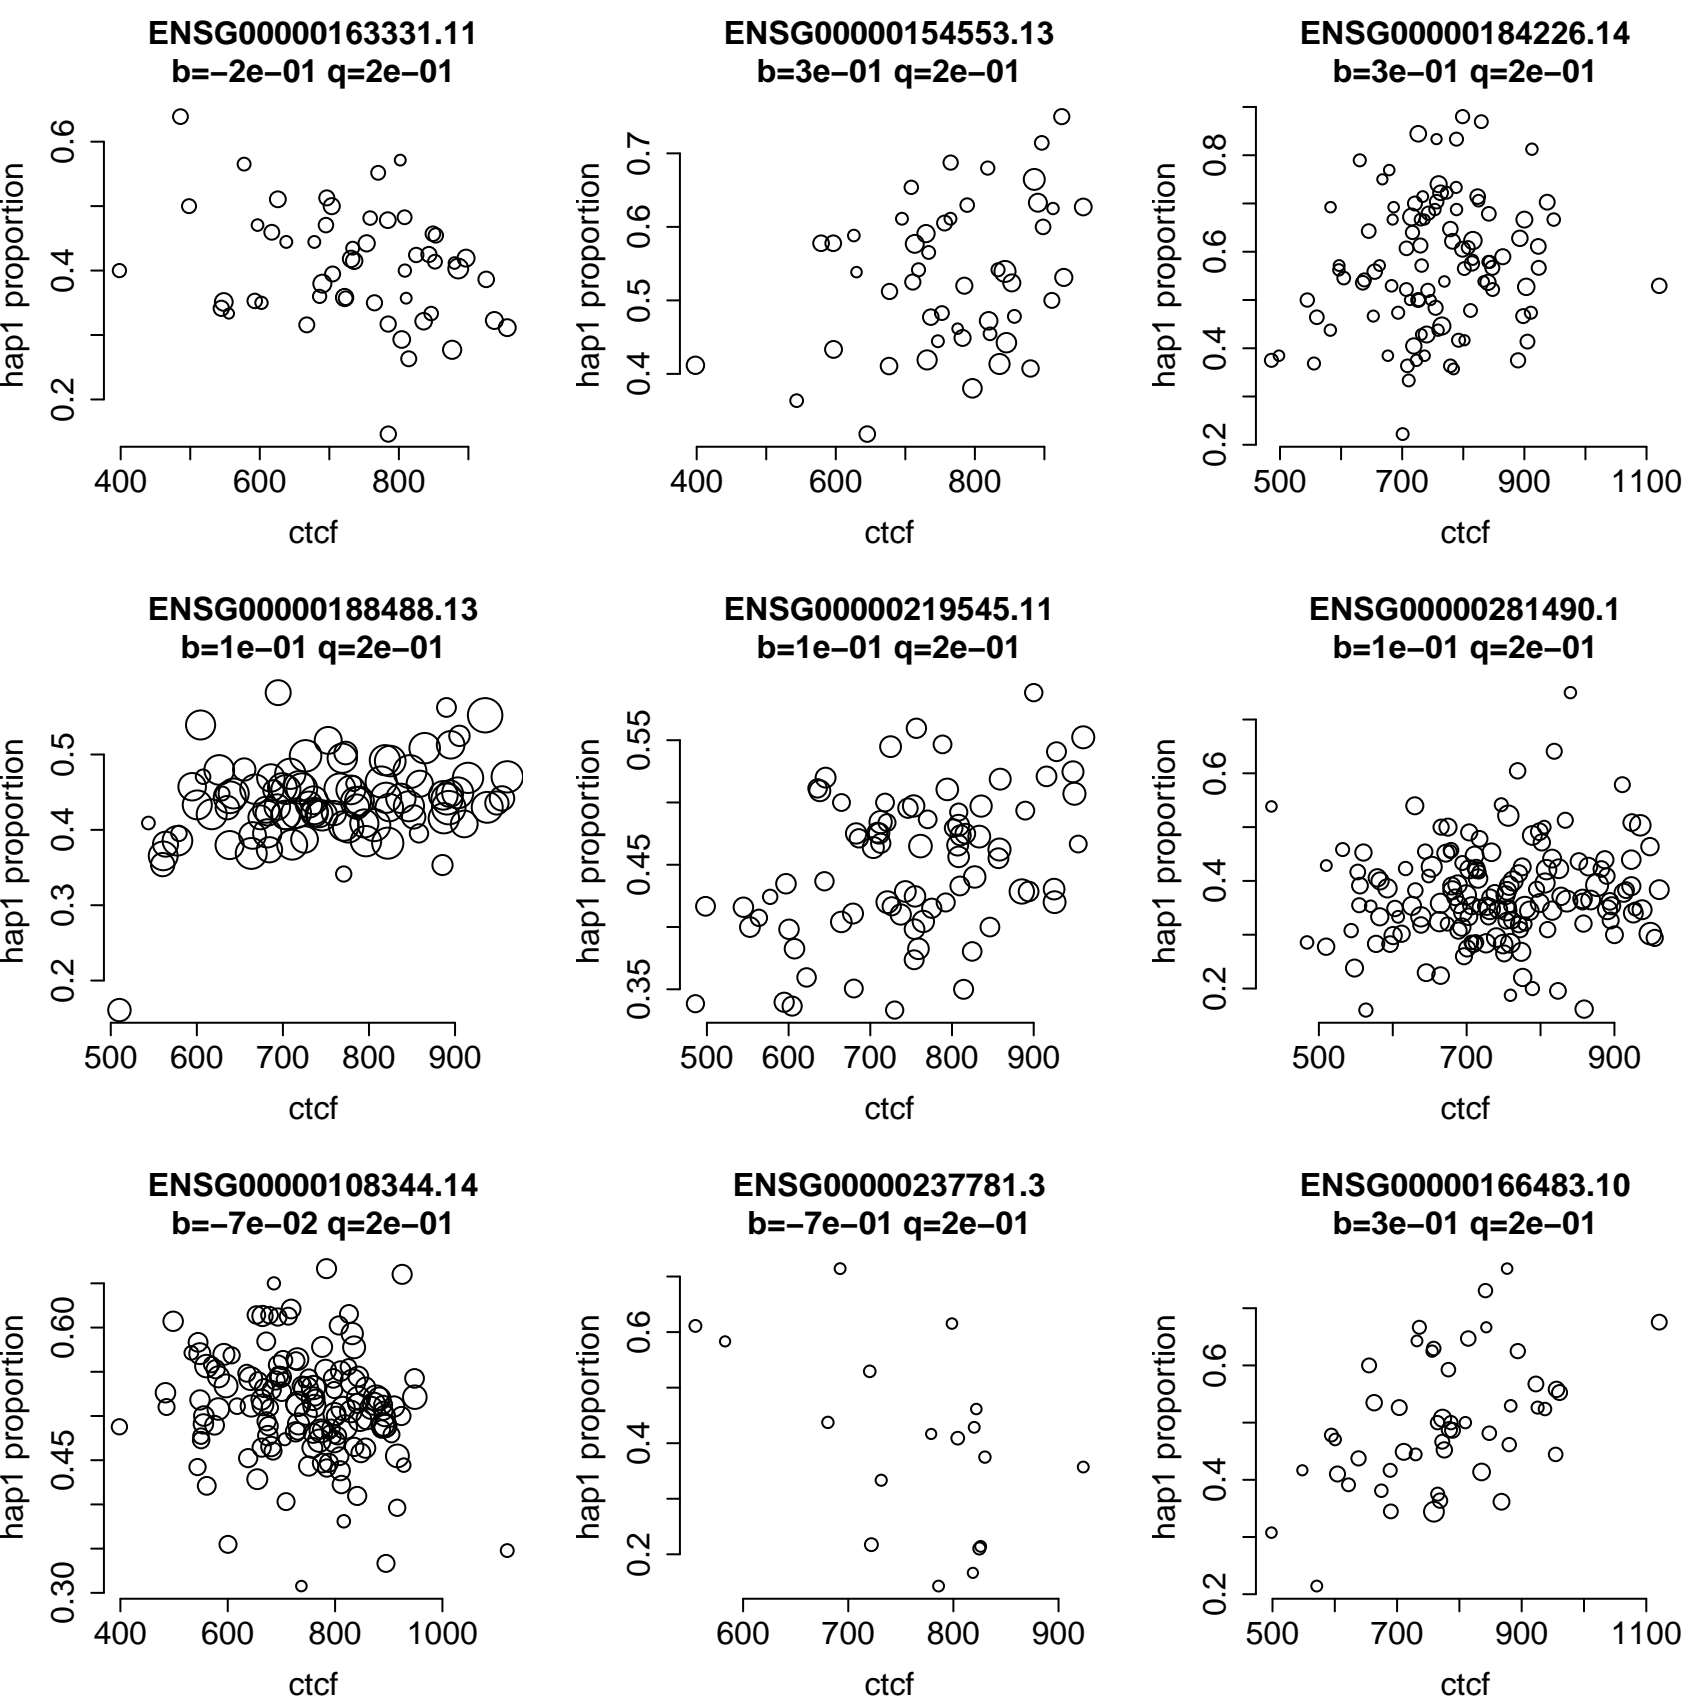 ENSG00000163331.11
b=−2e−01 q=2e−01
hap1 proportion
0.2 0.4 0.6
400 600 800
ctcf
ENSG00000154553.13
b=3e−01 q=2e−01
hap1 proportion
0.4 0.5 0.6 0.7
400 600 800
ctcf
ENSG00000184226.14
b=3e−01 q=2e−01
hap1 proportion
0.2 0.4 0.6 0.8
500 700 900 1100
ctcf
ENSG00000188488.13
b=1e−01 q=2e−01
hap1 proportion
0.2 0.3 0.4 0.5
500 600 700 800 900
ctcf
ENSG00000219545.11
b=1e−01 q=2e−01
hap1 proportion
0.35 0.45 0.55
500 600 700 800 900
ctcf
ENSG00000281490.1
b=1e−01 q=2e−01
hap1 proportion
0.2 0.4 0.6
500 700 900
ctcf
ENSG00000108344.14
b=−7e−02 q=2e−01
hap1 proportion
0.30 0.45 0.60
400 600 800 1000
ctcf
ENSG00000237781.3
b=−7e−01 q=2e−01
hap1 proportion
0.2 0.4 0.6
600 700 800 900
ctcf
ENSG00000166483.10
b=3e−01 q=2e−01
hap1 proportion
0.2 0.4 0.6
500 700 900 1100
ctcf